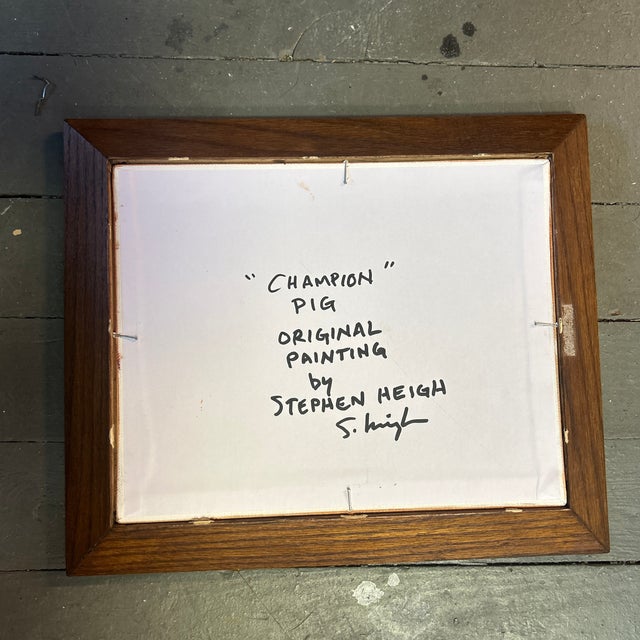 "CHAMPION"
PIG
ORIGINAL
PAINTING
by
STEPHEN HEIGH
S. Heigh